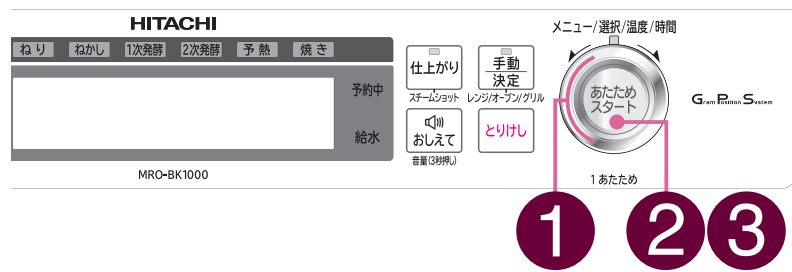 HITACHI
ねり ねかし 1次発酵 2次発酵 予熱 焼き
予約中
給水
MRO-BK1000
仕上がり
スチームショット
手動
決定
レンジ/オーブン/グリル
おしえて
音量(3秒押し)
とりけし
メニュー/選択/温度/時間
あたため
スタート
Gram Position System
1 あたため
1 2 3